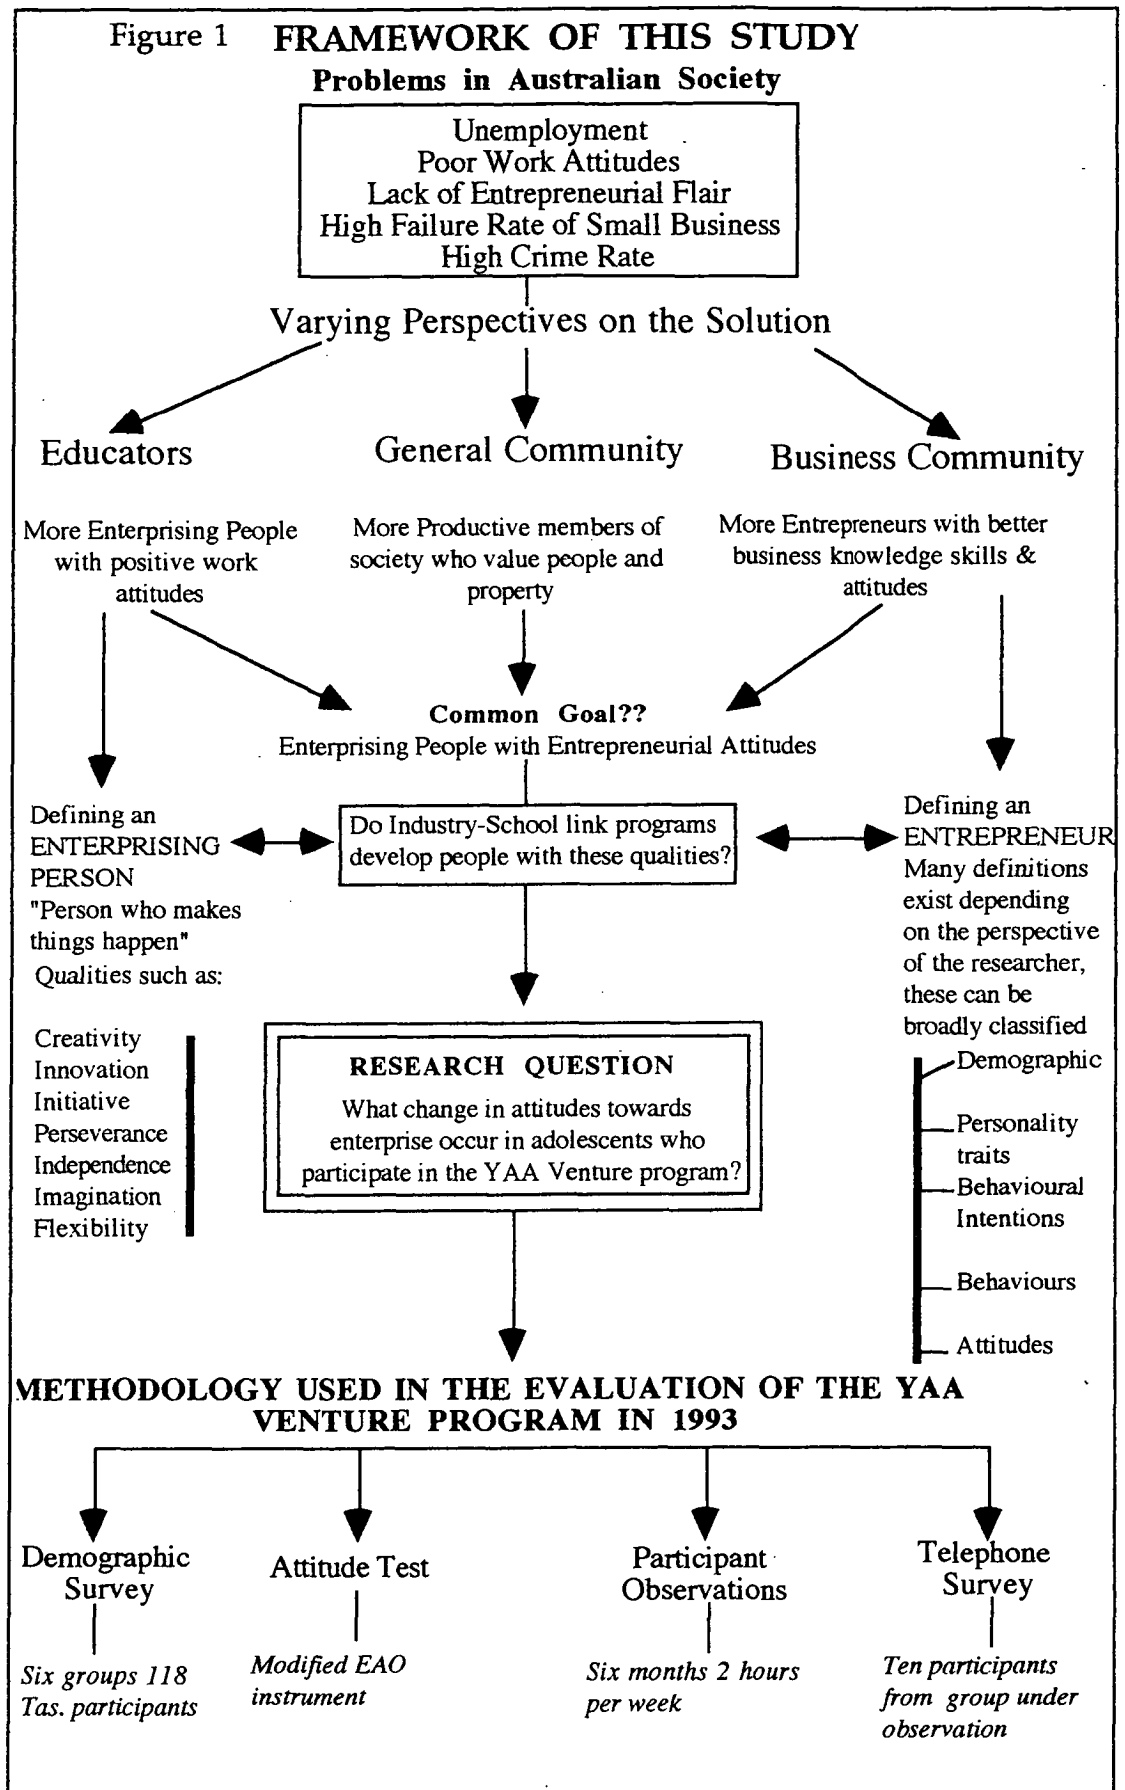 Figure 1 FRAMEWORK OF THIS STUDY
Problems in Australian Society
Unemployment
Poor Work Attitudes
Lack of Entrepreneurial Flair
High Failure Rate of Small Business
High Crime Rate
Varying Perspectives on the Solution
Educators
More Enterprising People
with positive work
attitudes
General Community
More Productive members of
society who value people and
property
Business Community
More Entrepreneurs with better
business knowledge skills &
attitudes
Common Goal??
Enterprising People with Entrepreneurial Attitudes
Defining an
ENTERPRISING
PERSON
"Person who makes
things happen"
Qualities such as:
Creativity
Innovation
Initiative
Perseverance
Independence
Imagination
Flexibility
Do Industry-School link programs
develop people with these qualities?
RESEARCH QUESTION
What change in attitudes towards
enterprise occur in adolescents who
participate in the YAA Venture program?
Defining an
ENTREPRENEUR
Many definitions
exist depending
on the perspective
of the researcher,
these can be
broadly classified
Demographic
Personality
traits
Behavioural
Intentions
Behaviours
Attitudes
METHODOLOGY USED IN THE EVALUATION OF THE YAA
VENTURE PROGRAM IN 1993
Demographic
Survey
Six groups 118
Tas. participants
Attitude Test
Modified EAO
instrument
Participant
Observations
Six months 2 hours
per week
Telephone
Survey
Ten participants
from group under
observation